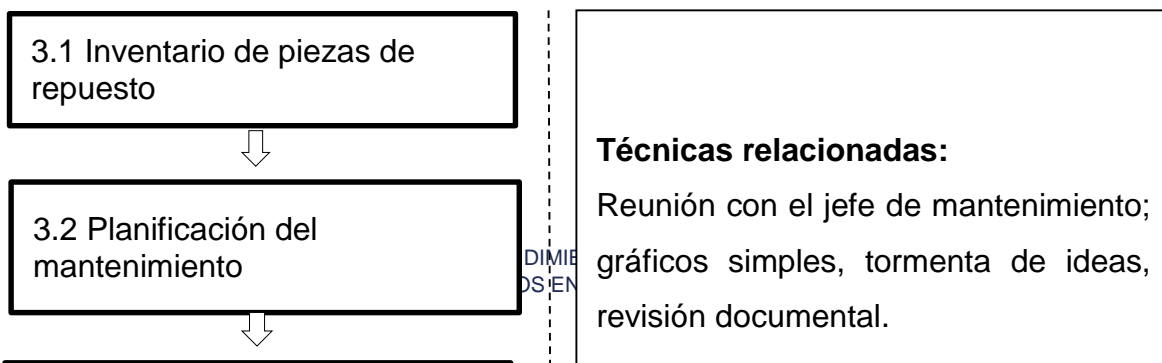 3.1 Inventario de piezas de
repuesto
3.2 Planificación del
mantenimiento
Técnicas relacionadas:
Reunión con el jefe de mantenimiento;
gráficos simples, tormenta de ideas,
revisión documental.